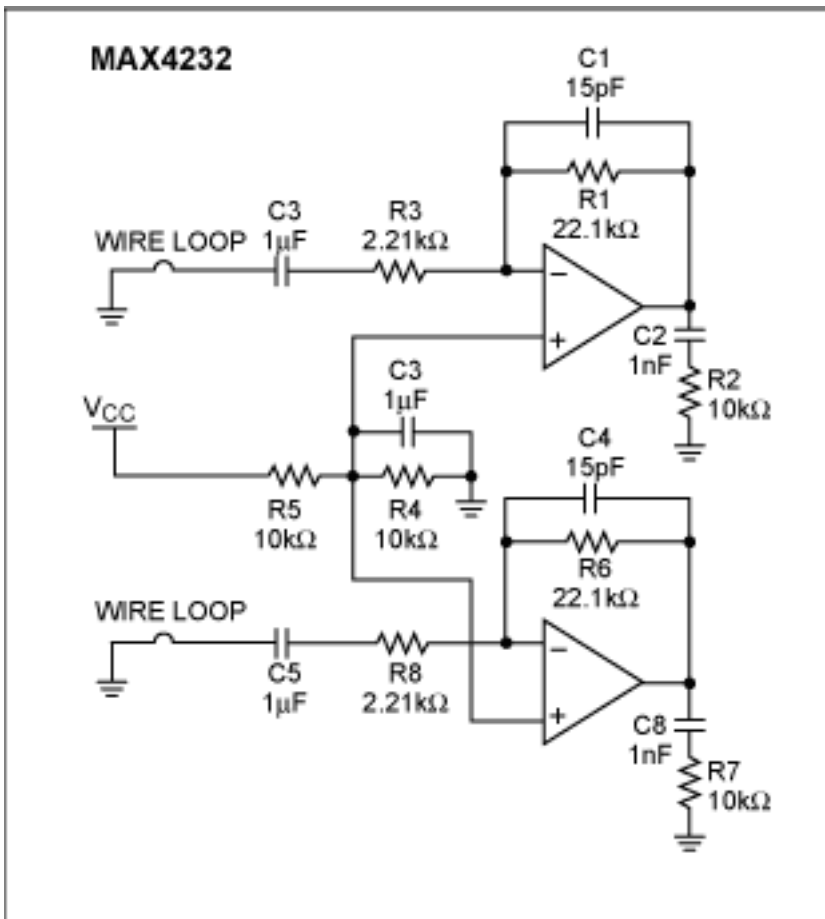 MAX4232
C1
15pF
R1
22.1kΩ
C3
1µF
R3
2.21kΩ
WIRE LOOP
−
+
C2
1nF
R2
10kΩ
C3
1µF
VCC
R5
10kΩ
R4
10kΩ
C4
15pF
R6
22.1kΩ
WIRE LOOP
C5
1µF
R8
2.21kΩ
−
+
C8
1nF
R7
10kΩ